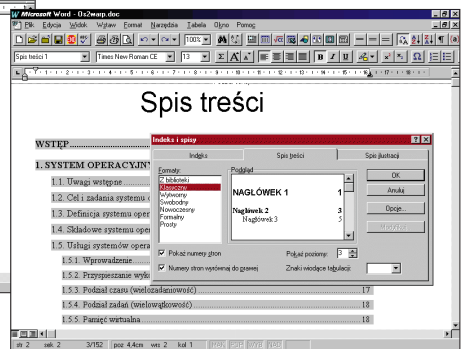 Microsoft Word - Os2warp.doc
Plik Edycja Widok Wstaw Format Narzędzia Tabela Okno Pomoc
100%
Spis treści 1 Times New Roman CE 13
Spis treści
WSTĘP
1. SYSTEM OPERACYJNY
1.1. Uwagi wstępne
1.2. Cel i zadania systemu
1.3. Definicja systemu oper
1.4. Składowe systemu oper
1.5. Usługi systemów opera
1.5.1. Wprowadzenie
1.5.2. Przyspieszanie wyk
1.5.3. Podział czasu (wielozadaniowość) 17
1.5.4. Podział zadań (wielowątkowość) 18
1.5.5. Pamięć wirtualna 18
Indeks i spisy
Indeks Spis treści Spis ilustracji
Formaty:
Z biblioteki
Klasyczny
Wytworny
Swobodny
Nowoczesny
Formalny
Prosty
Podgląd
NAGŁÓWEK 1 1
Nagłówek 2 3
Nagłówek 3 5
OK
Anuluj
Opcje...
Modyfikuj...
Pokaż numery stron
Numery stron wyrównaj do prawej
Pokaż poziomy: 3
Znaki wiodące tabulacji:
str 2 sek 2 3/152 poz 4,4cm wrs 2 kol 1